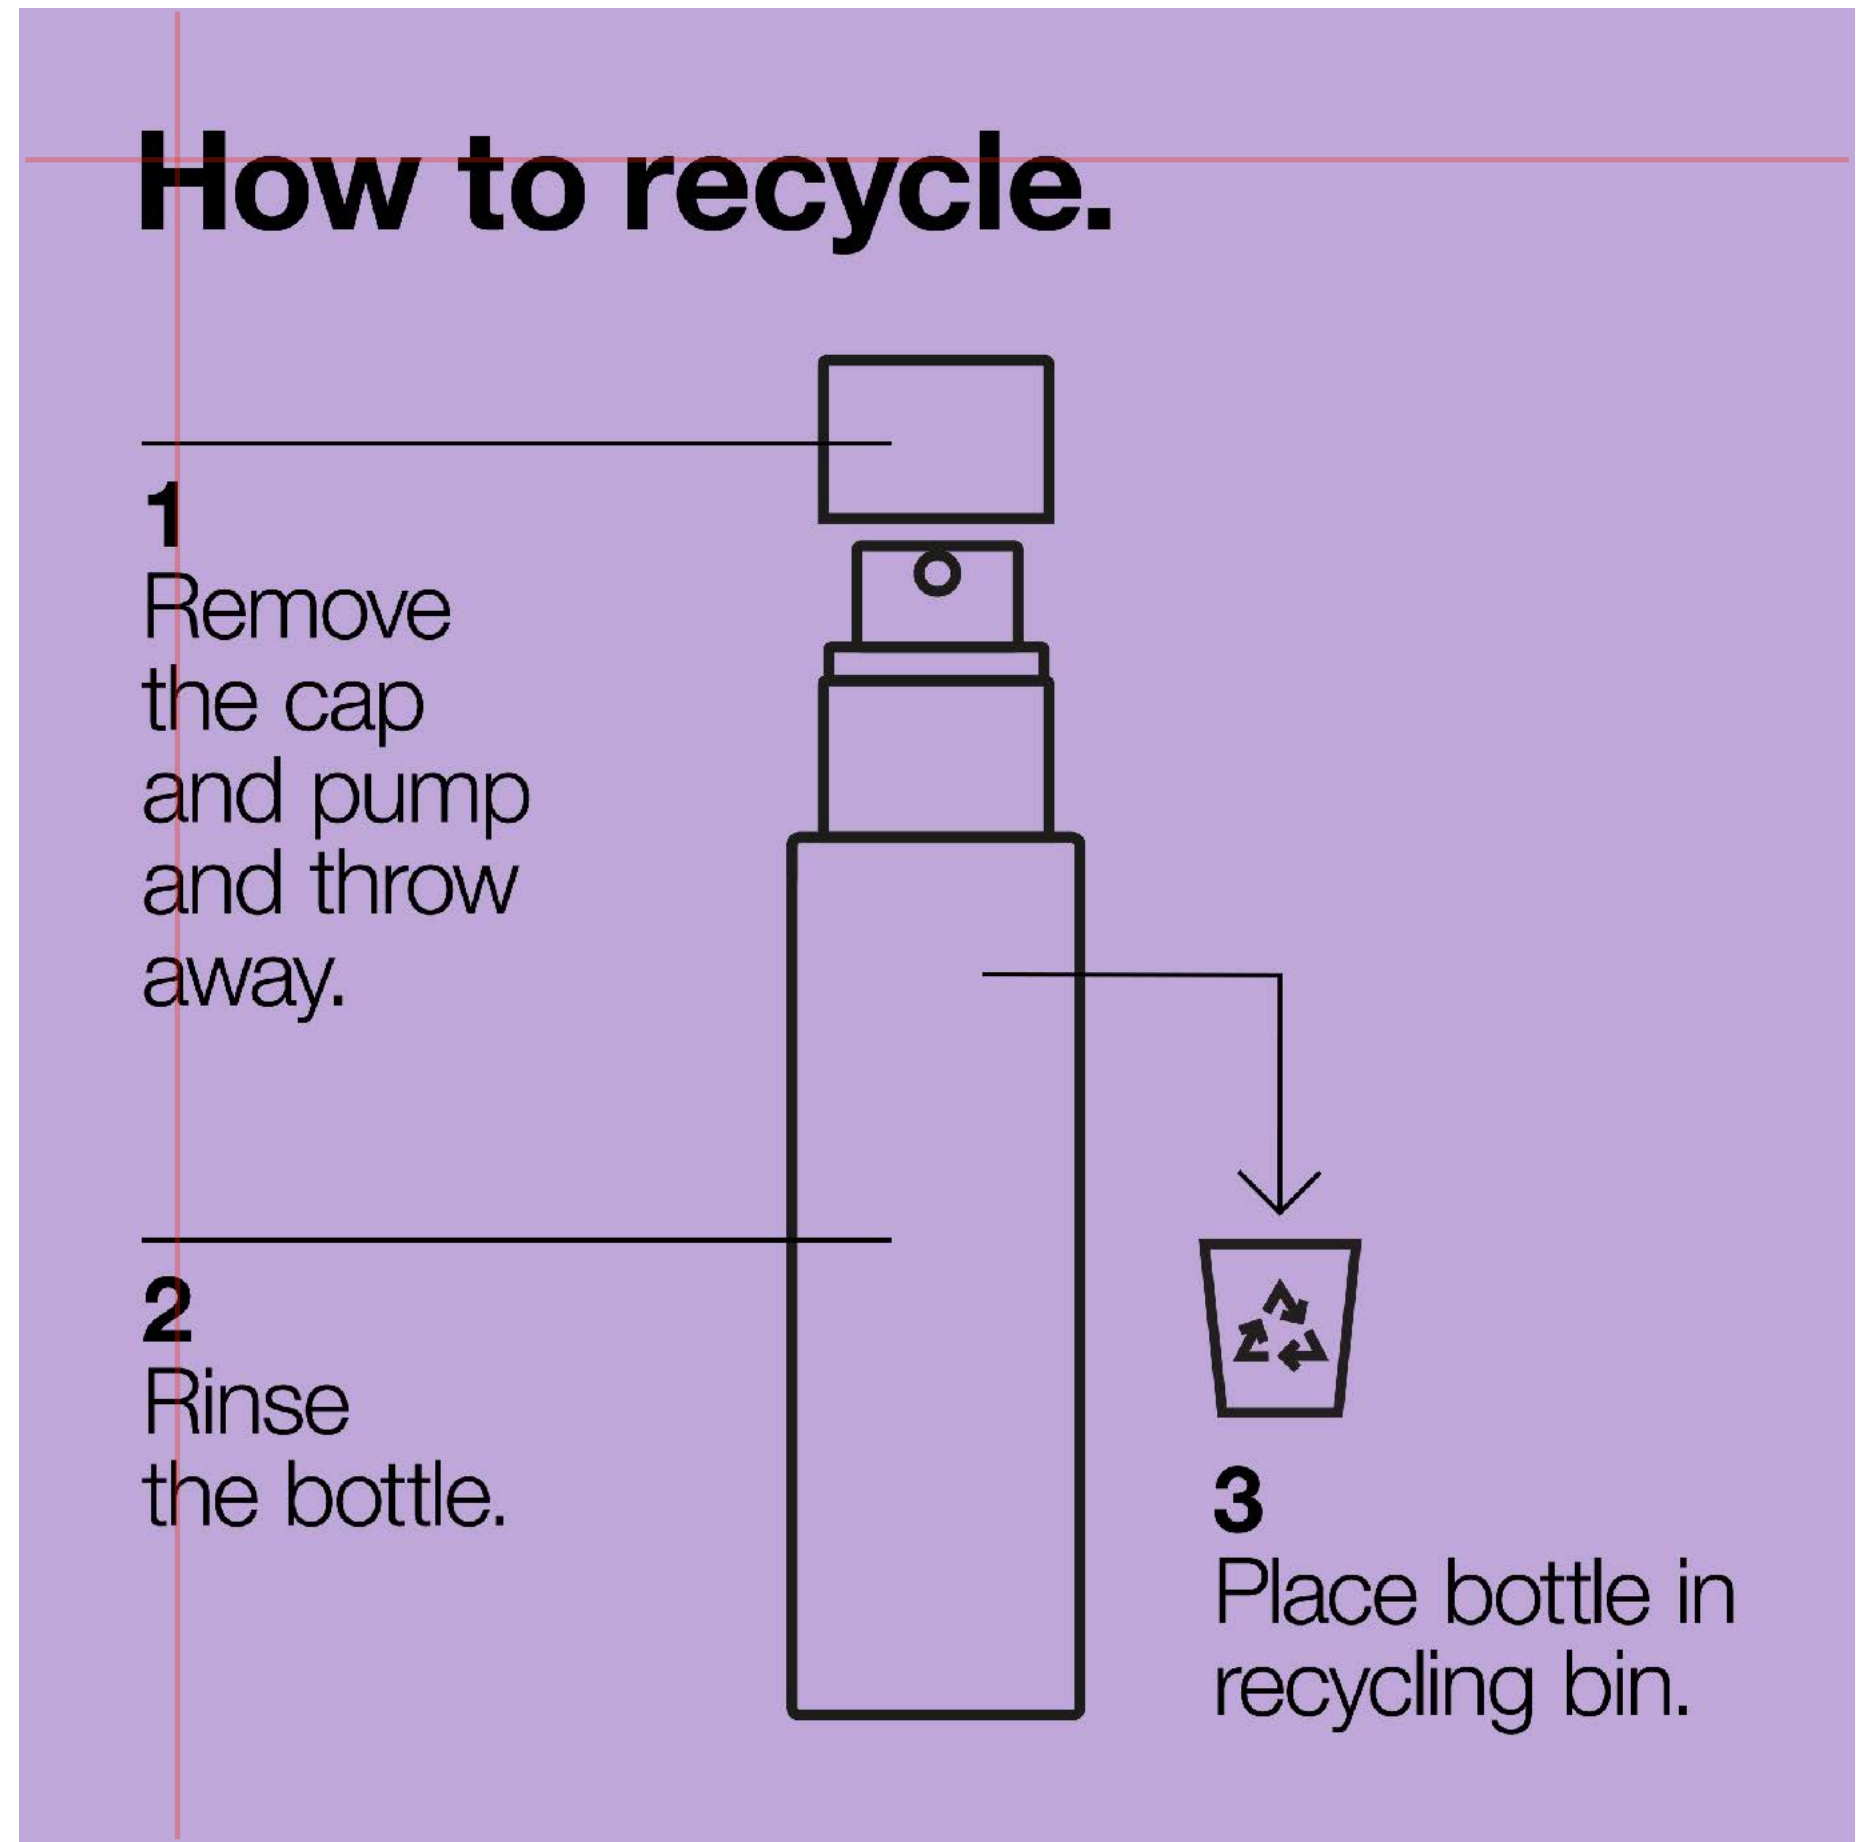 How to recycle.
1
Remove
the cap
and pump
and throw
away.
2
Rinse
the bottle.
3
Place bottle in
recycling bin.